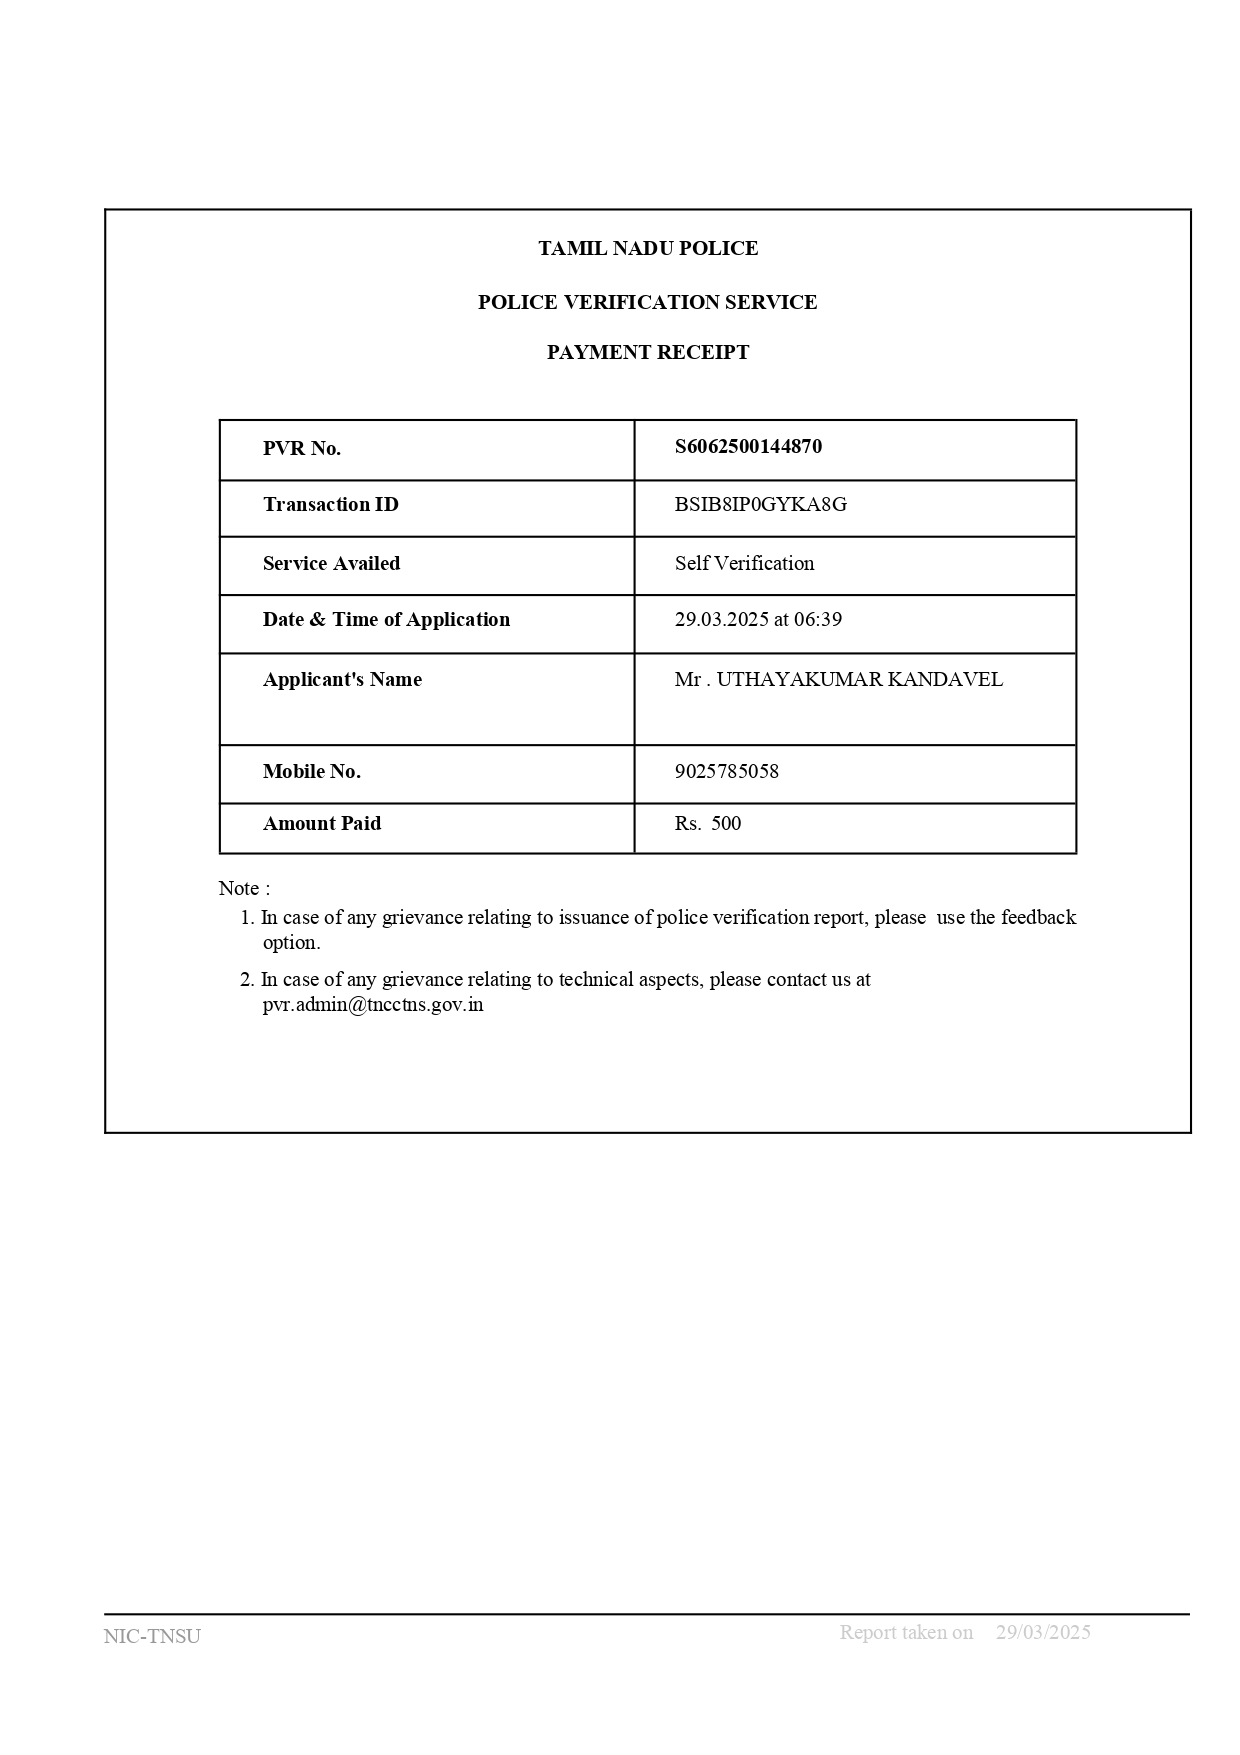 TAMIL NADU POLICE
POLICE VERIFICATION SERVICE
PAYMENT RECEIPT
PVR No. S6062500144870
Transaction ID BSIB8IP0GYKA8G
Service Availed Self Verification
Date & Time of Application 29.03.2025 at 06:39
Applicant's Name Mr . UTHAYAKUMAR KANDAVEL
Mobile No. 9025785058
Amount Paid Rs. 500
Note :
1. In case of any grievance relating to issuance of police verification report, please use the feedback
option.
2. In case of any grievance relating to technical aspects, please contact us at
pvr.admin@tncctns.gov.in
NIC-TNSU Report taken on 29/03/2025